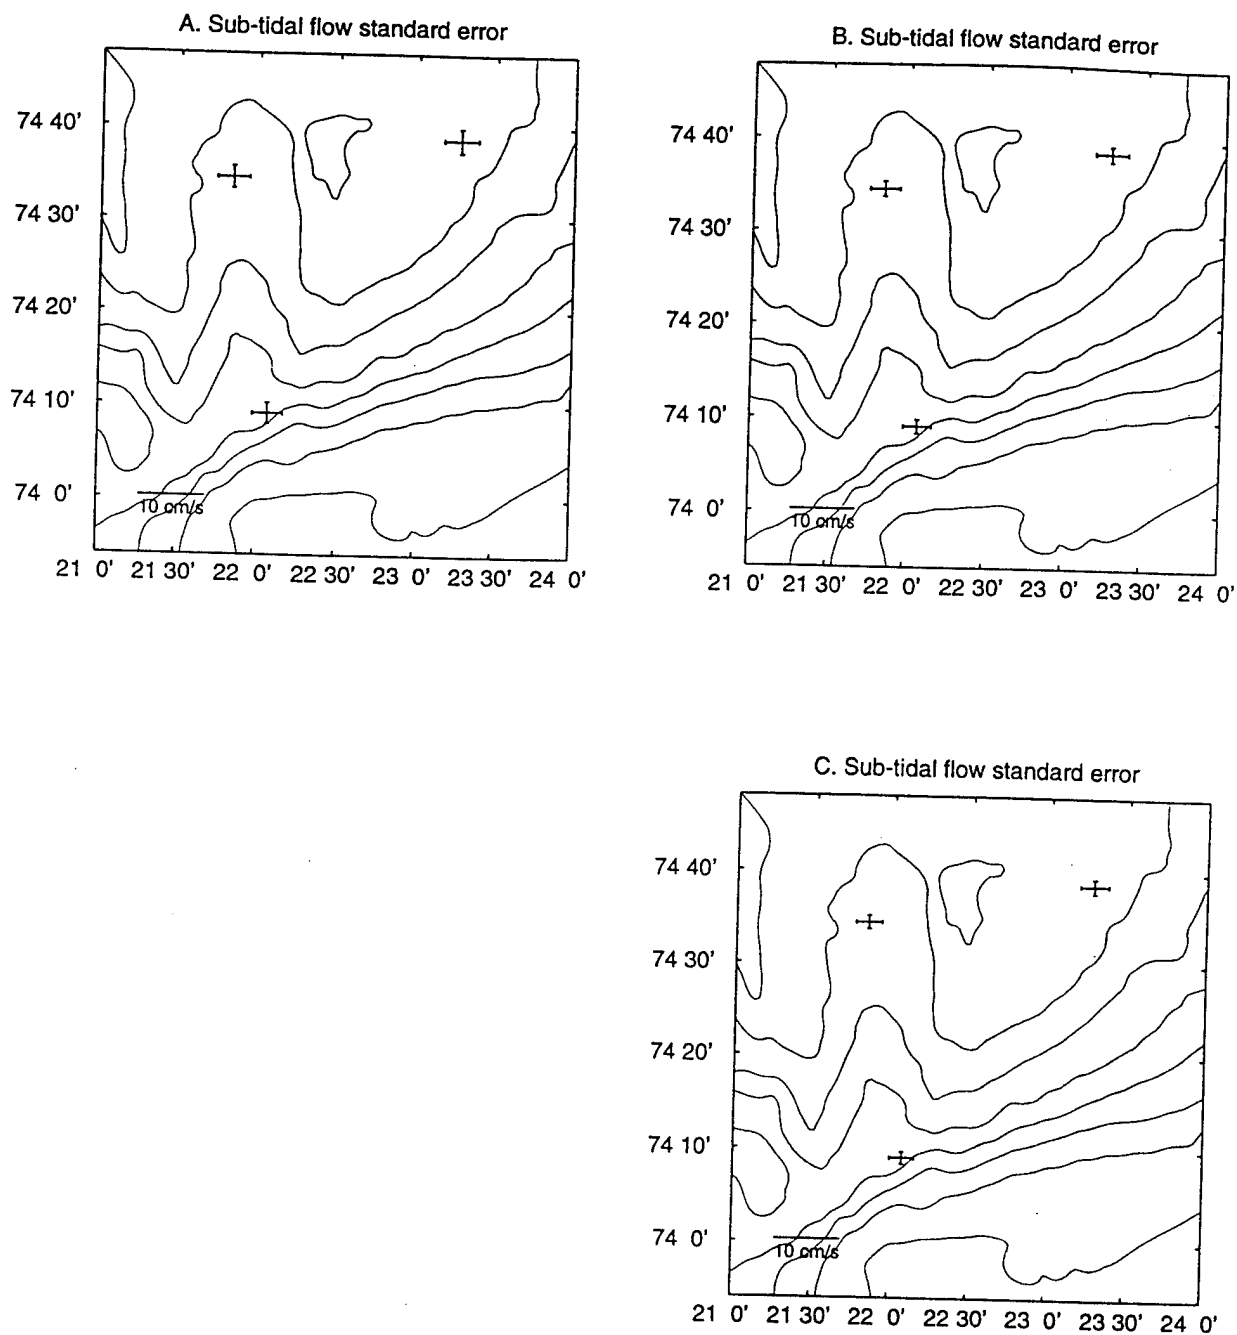 A. Sub-tidal flow standard error
74 40'
74 30'
74 20'
74 10'
74 0'
10 cm/s
21 0' 21 30' 22 0' 22 30' 23 0' 23 30' 24 0'
B. Sub-tidal flow standard error
74 40'
74 30'
74 20'
74 10'
74 0'
10 cm/s
21 0' 21 30' 22 0' 22 30' 23 0' 23 30' 24 0'
C. Sub-tidal flow standard error
74 40'
74 30'
74 20'
74 10'
74 0'
10 cm/s
21 0' 21 30' 22 0' 22 30' 23 0' 23 30' 24 0'